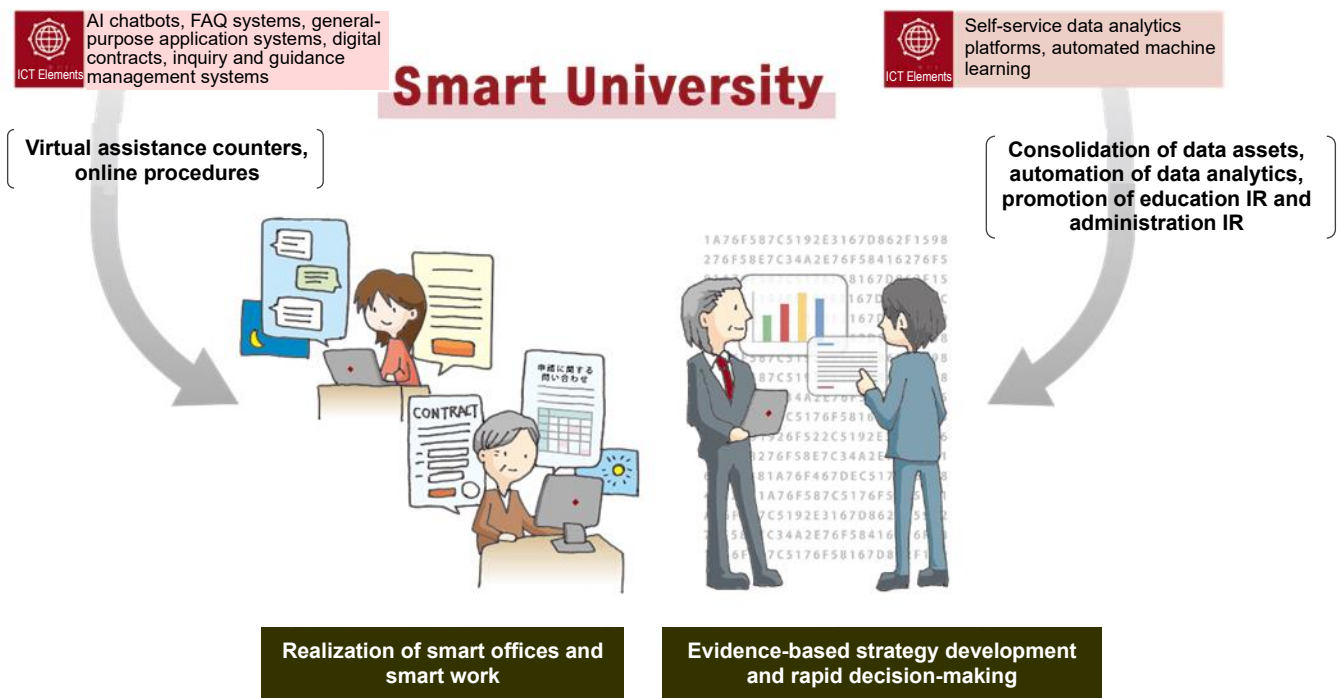 ICT Elements
AI chatbots, FAQ systems, general-
purpose application systems, digital
contracts, inquiry and guidance
management systems
Smart University
ICT Elements
Self-service data analytics
platforms, automated machine
learning
Virtual assistance counters,
online procedures
Consolidation of data assets,
automation of data analytics,
promotion of education IR and
administration IR
1A76F587C5192E3167D862F1598
276F58E7C34A2E76F58416276F5
申請に関する
問い合わせ
CONTRACT
Realization of smart offices and
smart work
Evidence-based strategy development
and rapid decision-making